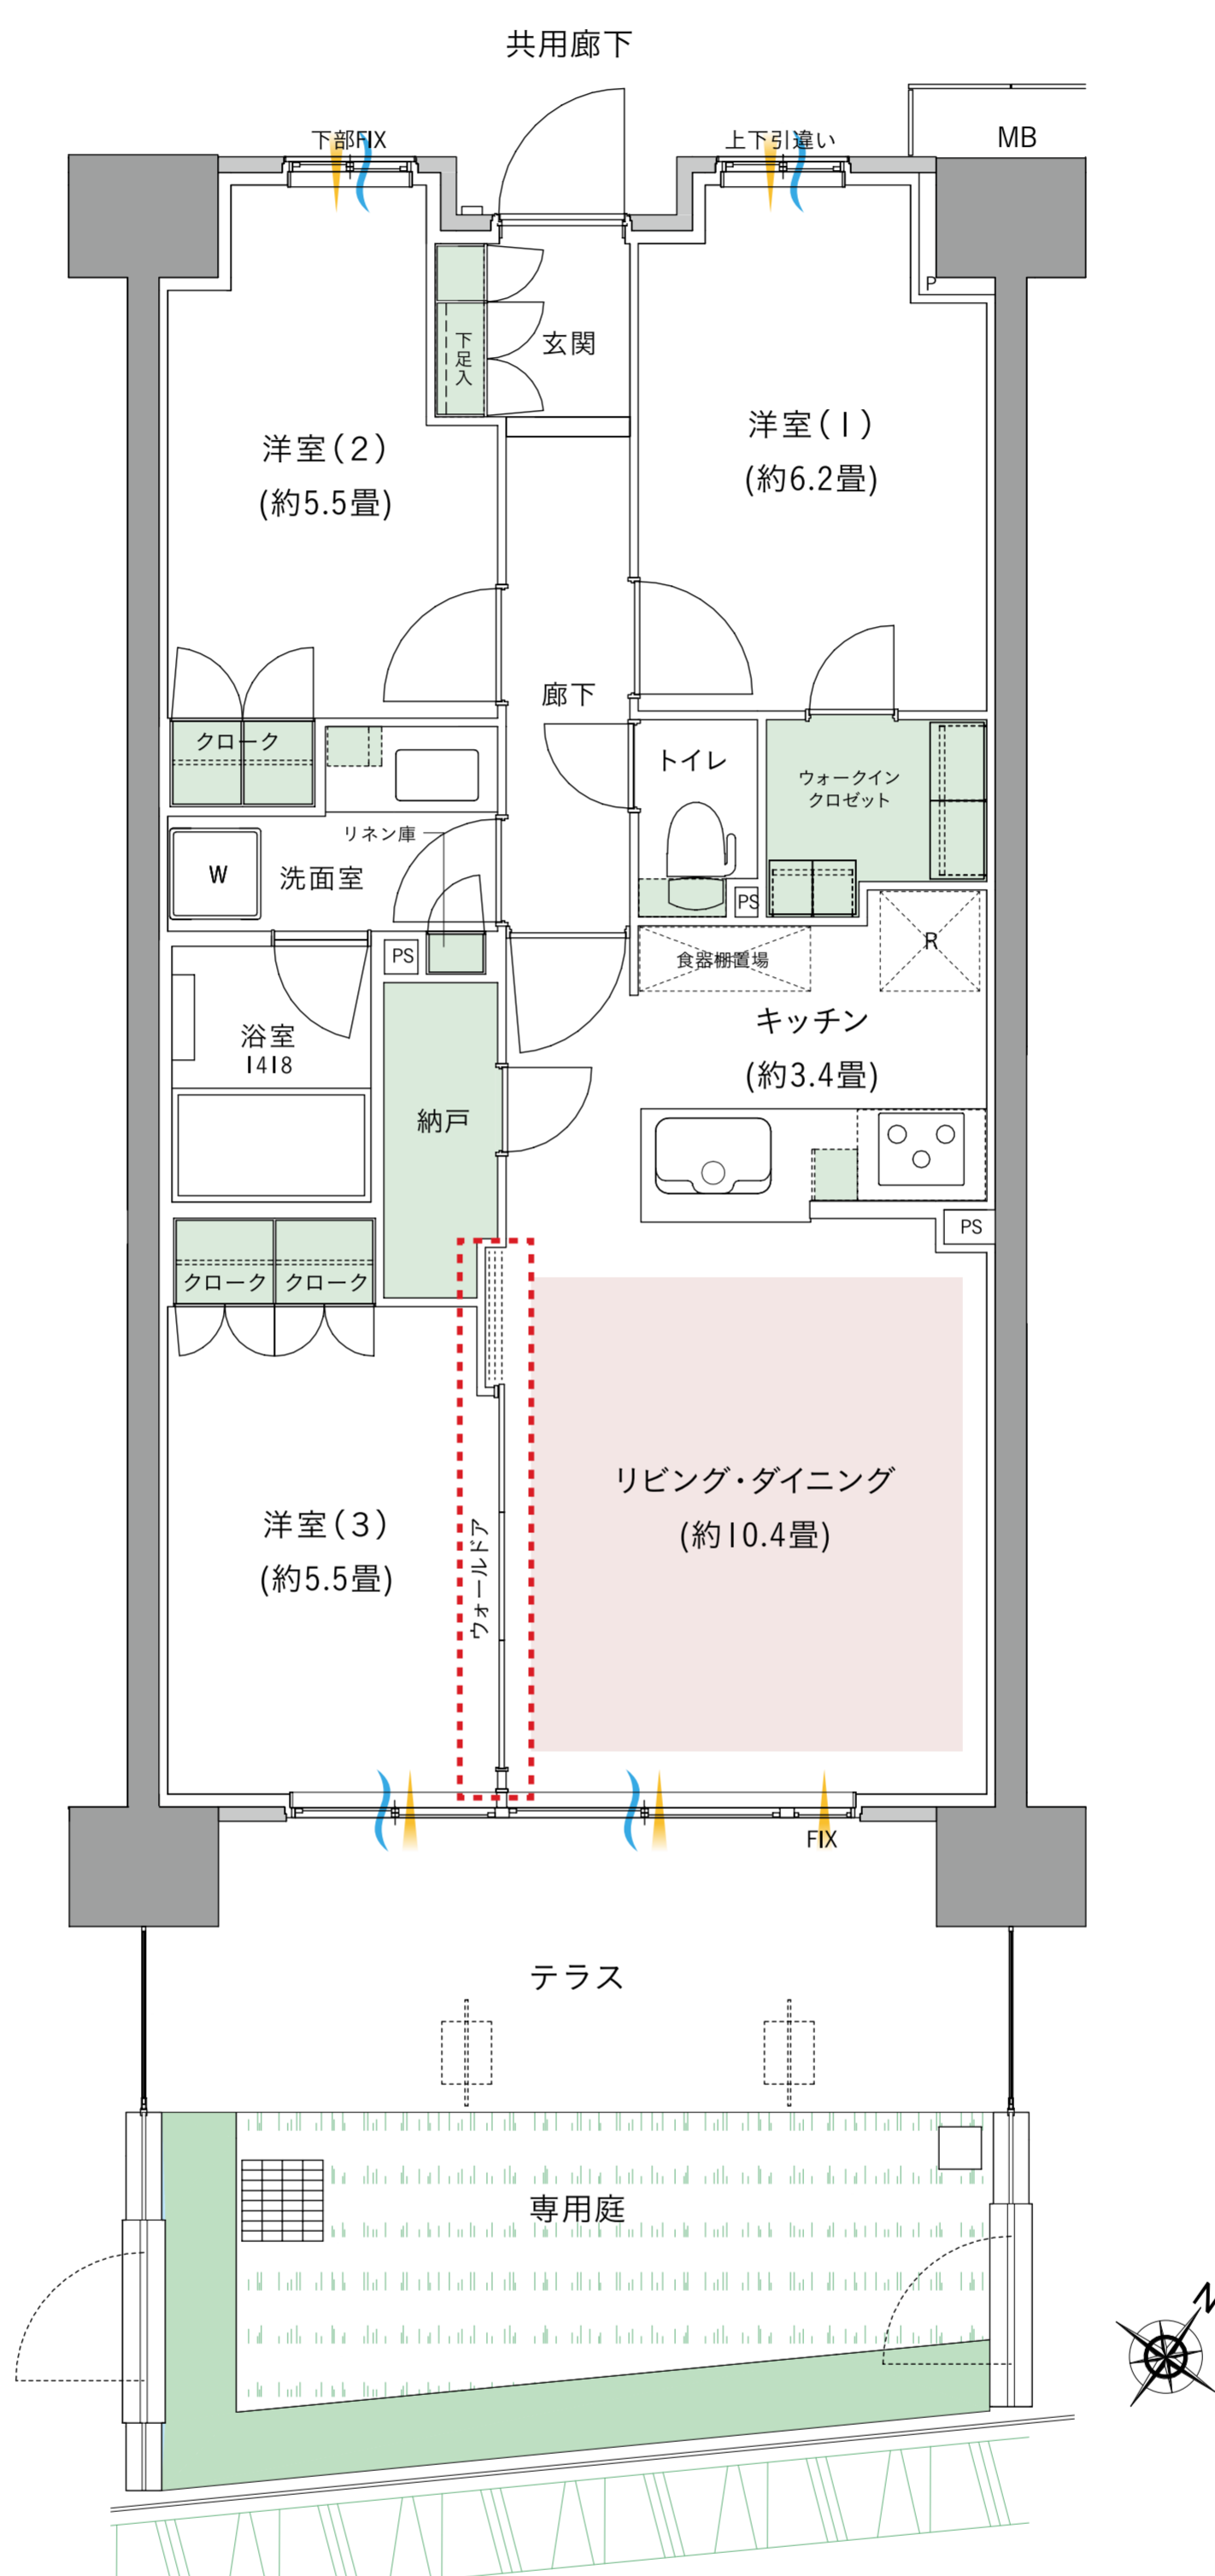 共用廊下
下部FIX
上下引違い
MB
P
下足入
玄関
洋室(1)
(約6.2畳)
洋室(2)
(約5.5畳)
廊下
クローク
トイレ
ウォークイン
クロゼット
リネン庫
W
洗面室
PS
PS
食器棚置場
R
キッチン
(約3.4畳)
浴室
1418
納戸
PS
クローク
クローク
リビング・ダイニング
(約10.4畳)
洋室(3)
(約5.5畳)
ウォールドア
FIX
テラス
専用庭
N